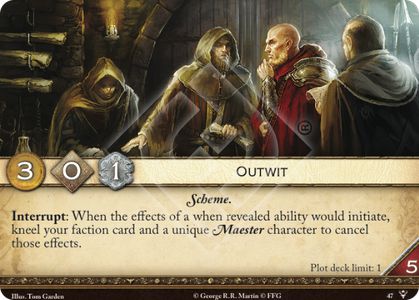 3 0 1 OUTWIT
Scheme.
Interrupt: When the effects of a when revealed ability would initiate,
kneel your faction card and a unique Maester character to cancel
those effects.
Plot deck limit: 1
5
Illus. Tom Garden © George R.R. Martin © FFG 47